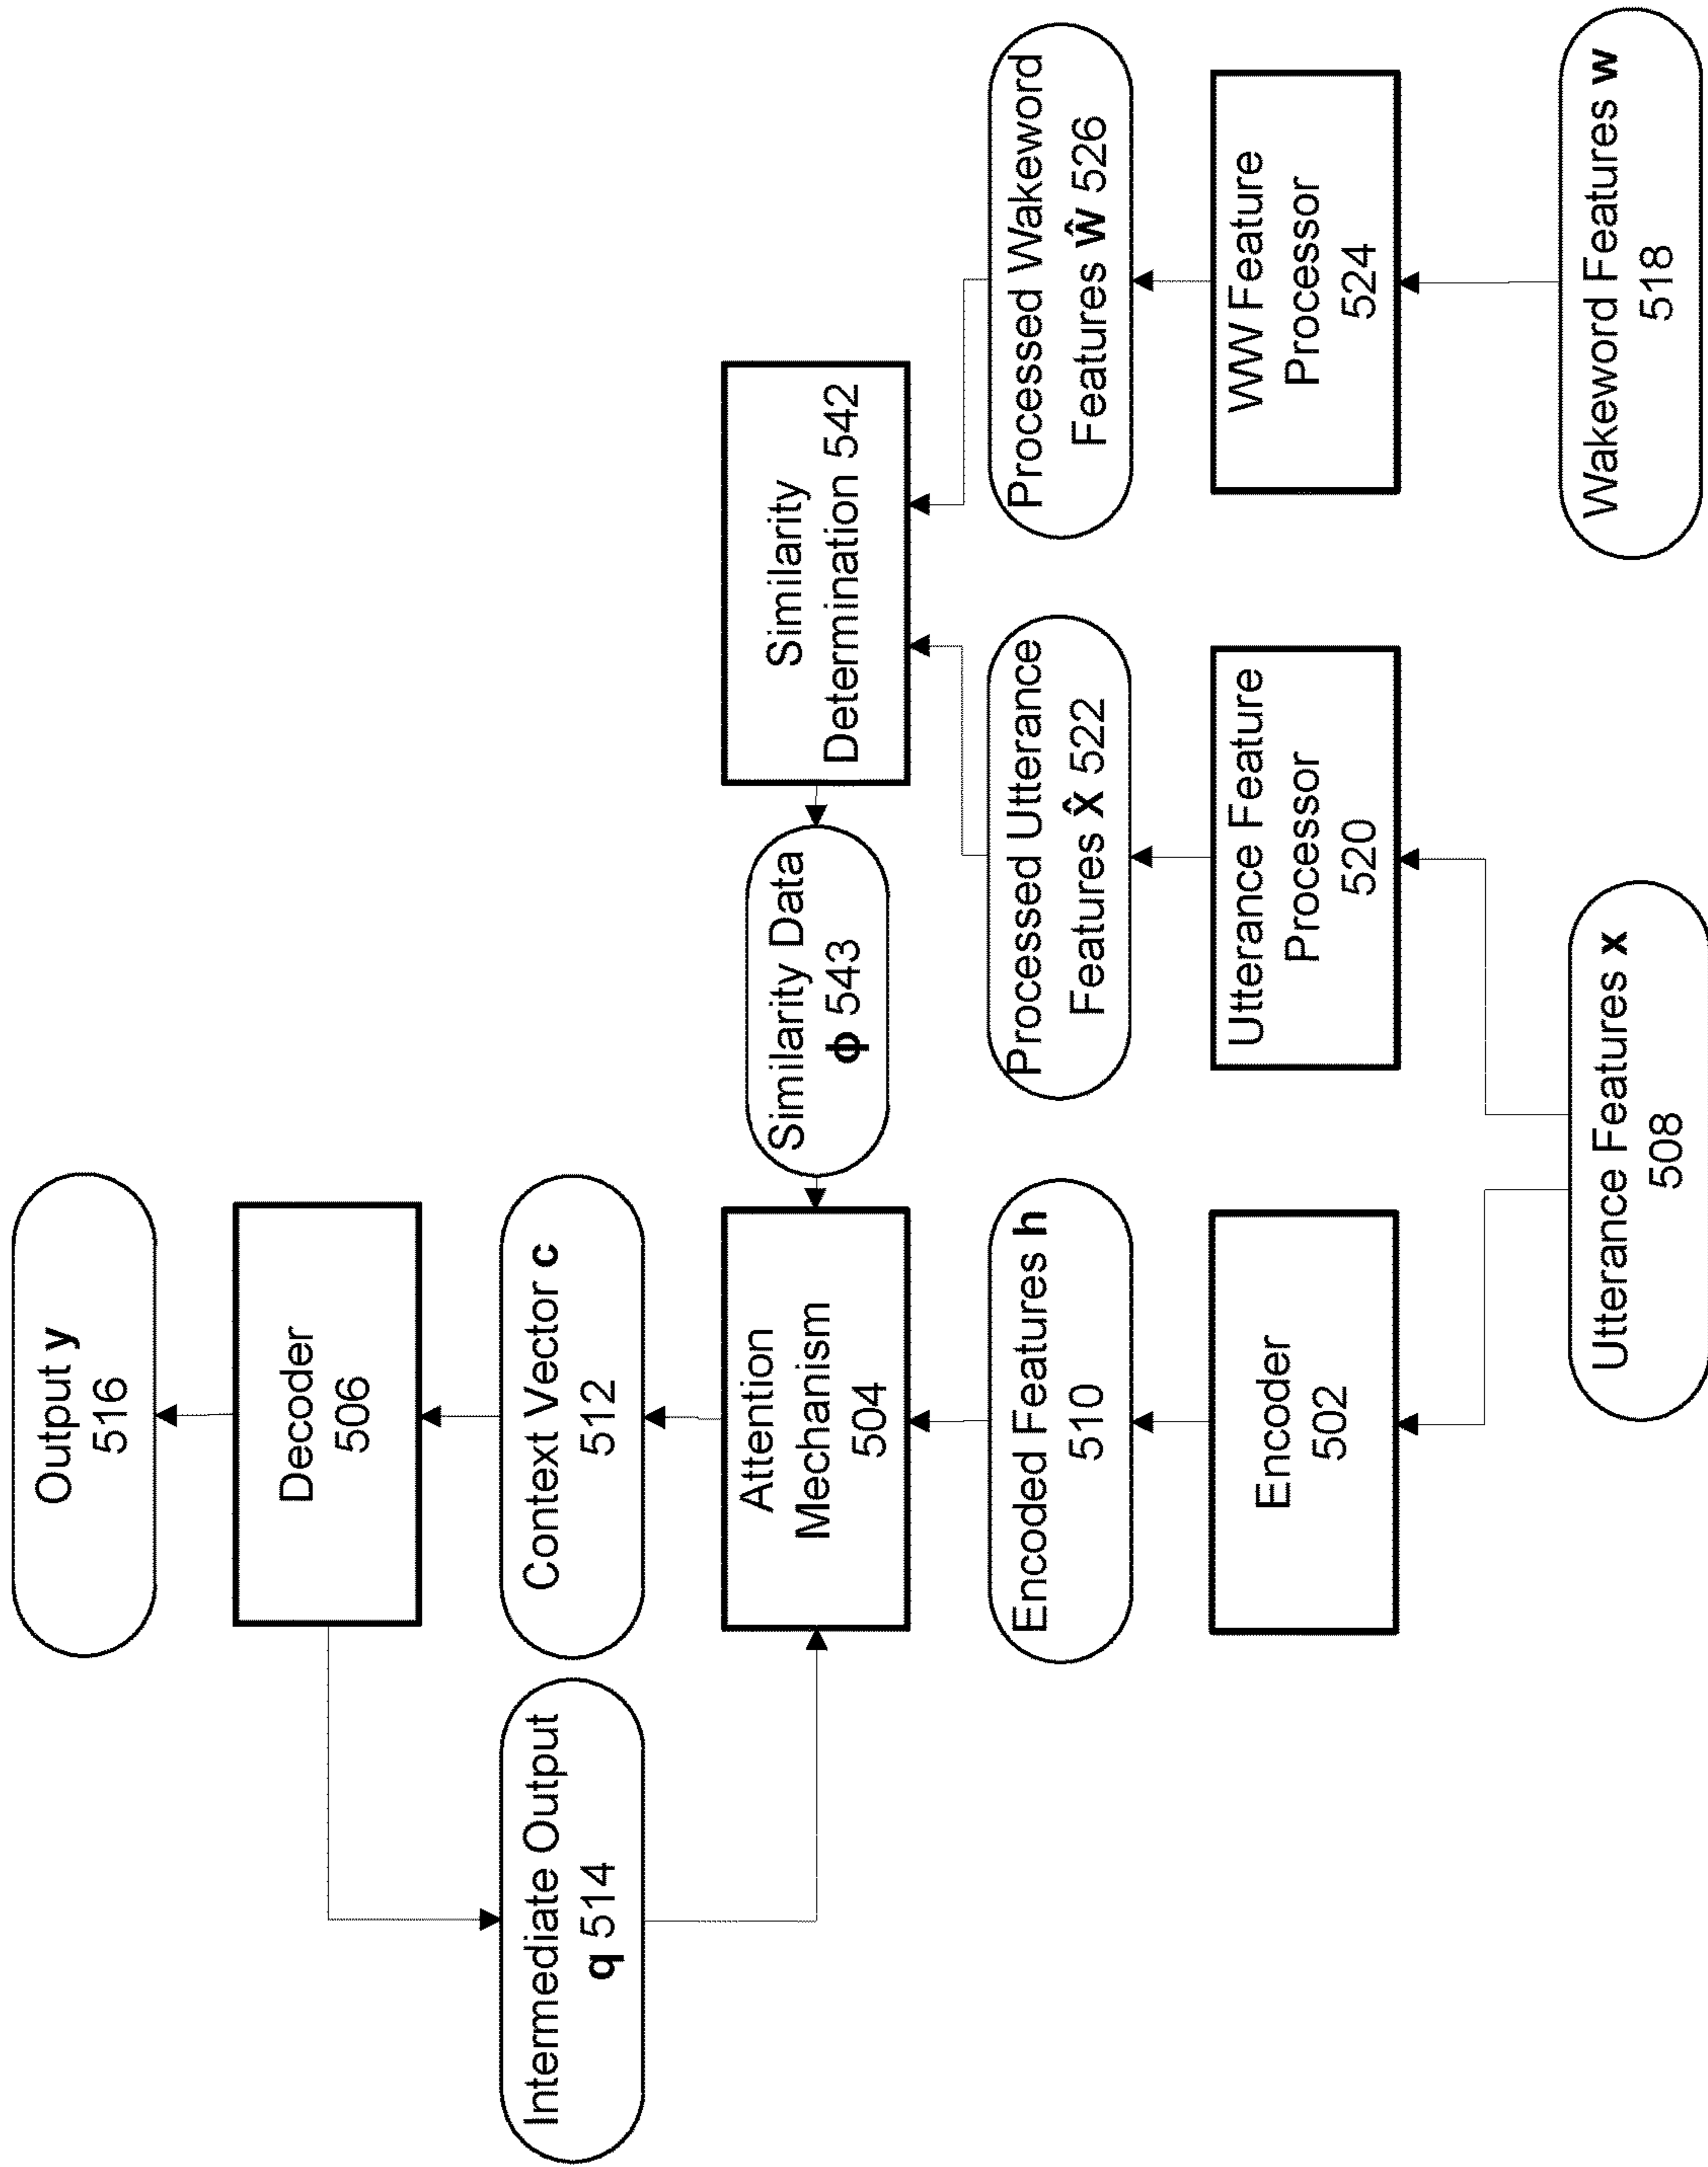 Output y
516
Decoder
506
Intermediate Output
q 514
Context Vector c
512
Attention
Mechanism
504
Similarity Data
ϕ 543
Similarity
Determination 542
Encoded Features h
510
Processed Utterance
Features X̂ 522
Processed Wakeword
Features Ŵ 526
Encoder
502
Utterance Feature
Processor
520
WW Feature
Processor
524
Utterance Features x
508
Wakeword Features w
518